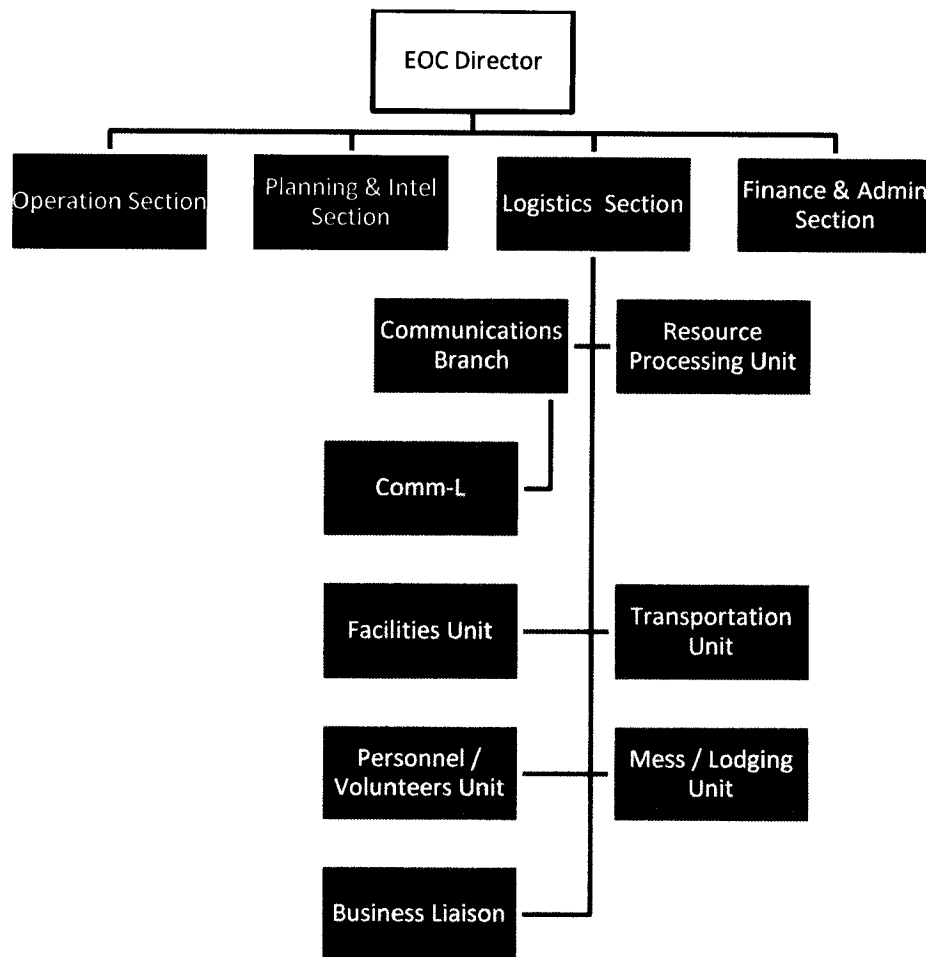 EOC Director
Operation Section
Planning & Intel
Section
Logistics Section
Finance & Admin
Section
Communications
Branch
Resource
Processing Unit
Comm-L
Facilities Unit
Transportation
Unit
Personnel /
Volunteers Unit
Mess / Lodging
Unit
Business Liaison